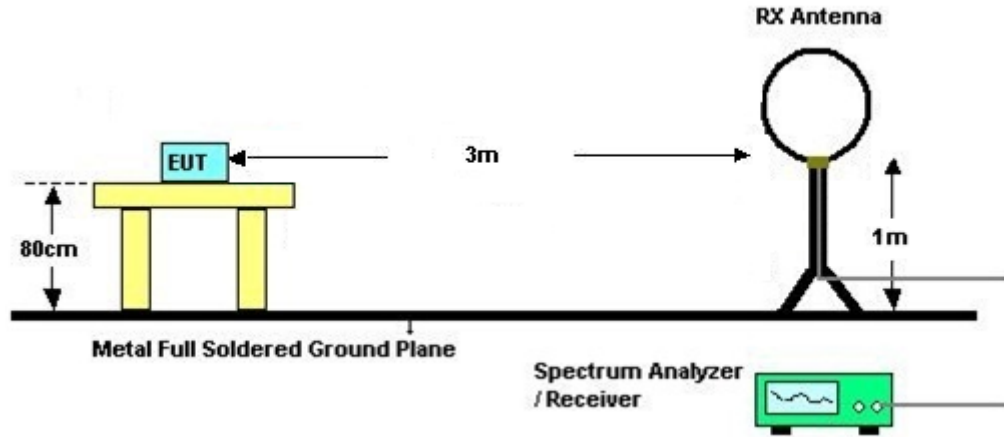 RX Antenna
EUT
3m
80cm
1m
Metal Full Soldered Ground Plane
Spectrum Analyzer
/ Receiver